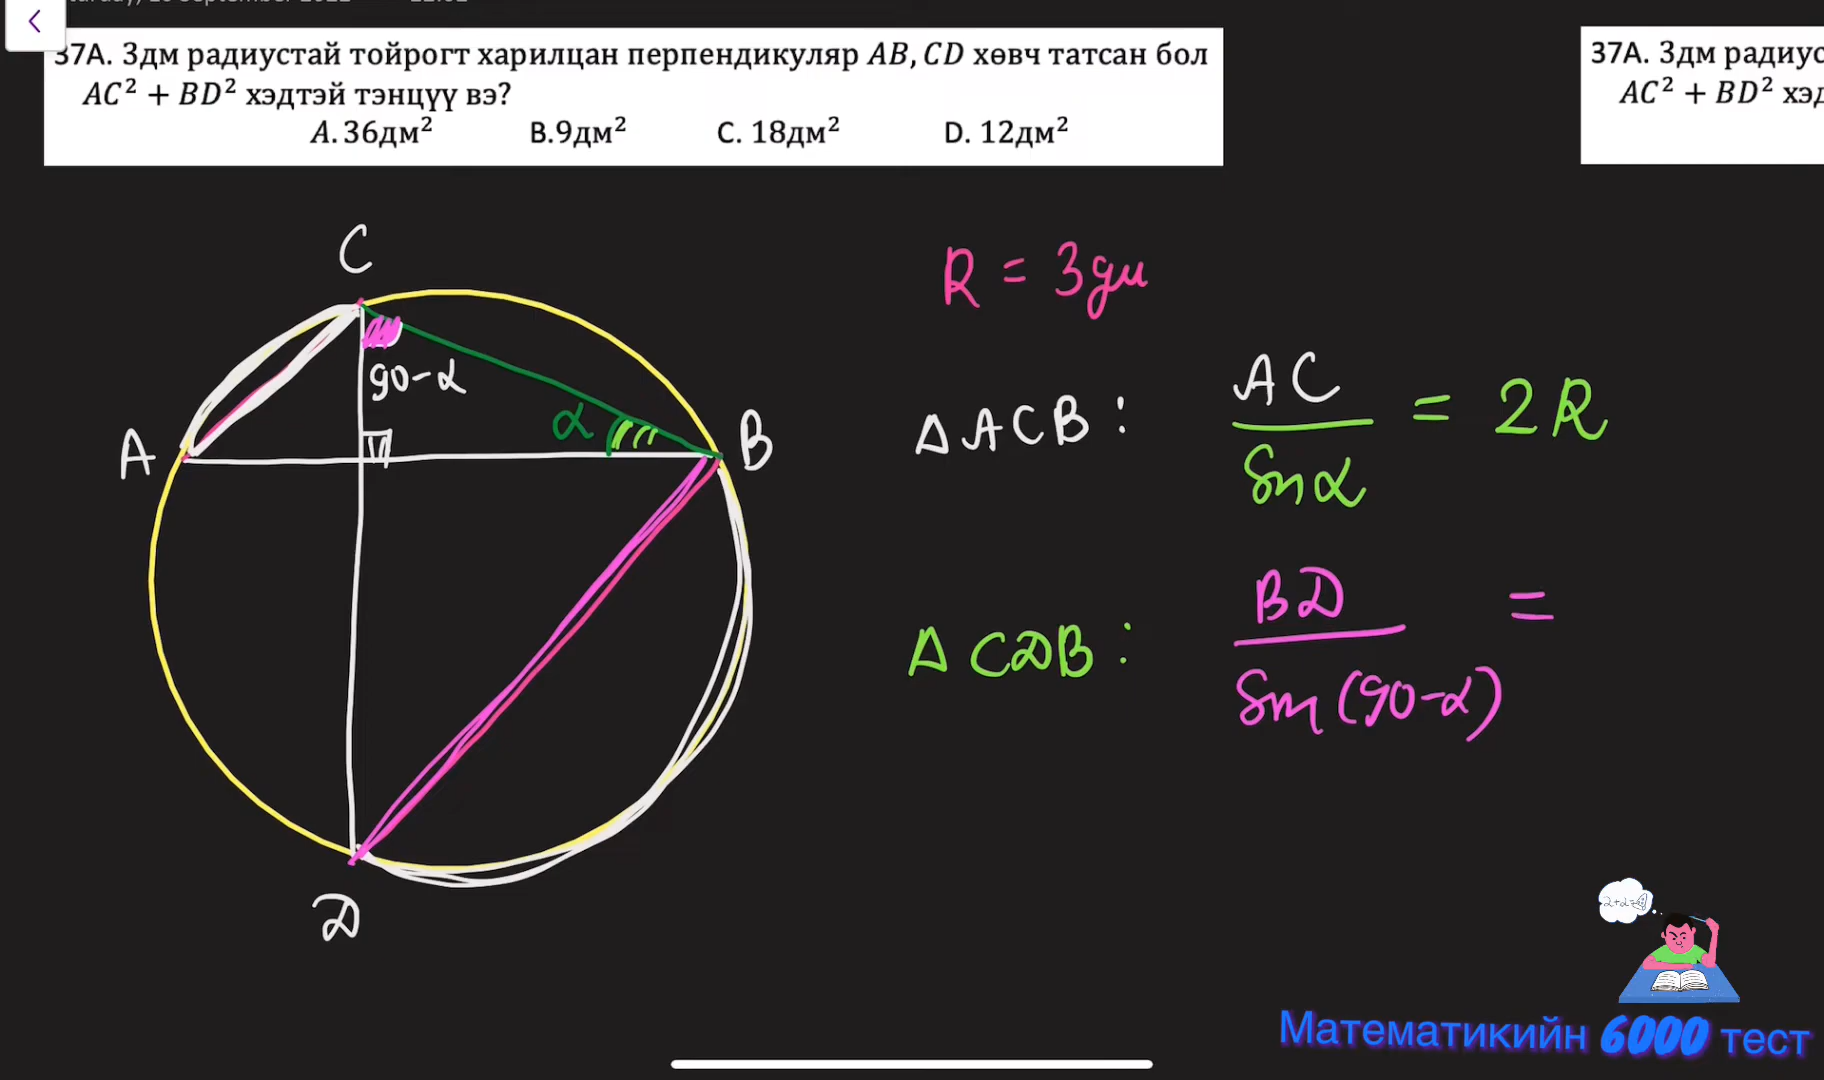 37А. 3дм радиустай тойрогт харилцан перпендикуляр AB, CD хөвч татсан бол
AC² + BD² хэдтэй тэнцүү вэ?
A. 36дм² B.9дм² C. 18дм² D. 12дм²
37А. 3дм радиус
AC² + BD² хэд
C
R = 3дм
90-α
α
A
B
ΔACB: AC/Sinα = 2R
ΔCDB: BD/Sin(90-α) =
D
Математикийн 6000 тест